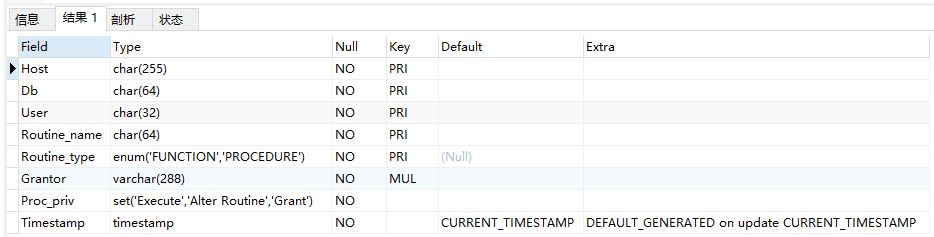 信息 结果 1 剖析 状态
Field Type Null Key Default Extra
Host char(255) NO PRI
Db char(64) NO PRI
User char(32) NO PRI
Routine_name char(64) NO PRI
Routine_type enum('FUNCTION','PROCEDURE') NO PRI (Null)
Grantor varchar(288) NO MUL
Proc_priv set('Execute','Alter Routine','Grant') NO
Timestamp timestamp NO CURRENT_TIMESTAMP DEFAULT_GENERATED on update CURRENT_TIMESTAMP